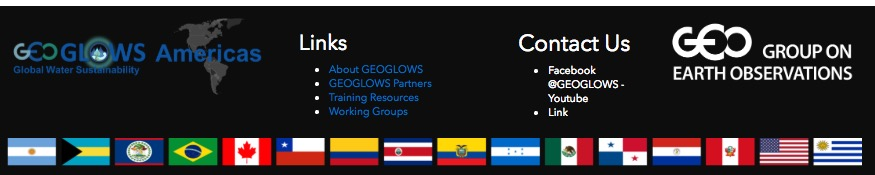 GEOGLOWS Americas
Global Water Sustainability
Links
About GEOGLOWS
GEOGLOWS Partners
Training Resources
Working Groups
Contact Us
Facebook
@GEOGLOWS -
Youtube
Link
GEO GROUP ON
EARTH OBSERVATIONS